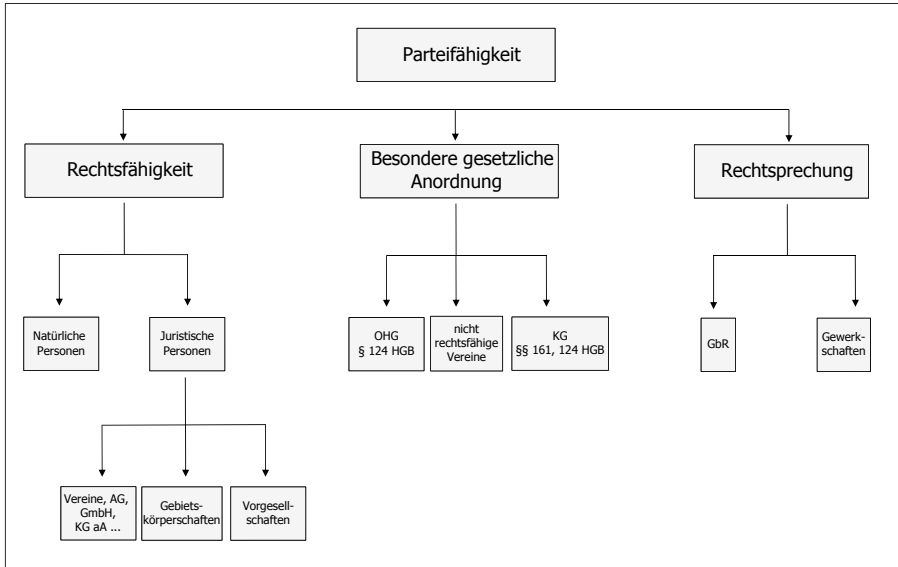 Parteifähigkeit
Rechtsfähigkeit
Besondere gesetzliche
Anordnung
Rechtsprechung
Natürliche
Personen
Juristische
Personen
OHG
§ 124 HGB
nicht
rechtsfähige
Vereine
KG
§§ 161, 124 HGB
GbR
Gewerk-
schaften
Vereine, AG,
GmbH,
KG aA ...
Gebiets-
körperschaften
Vorgesell-
schaften